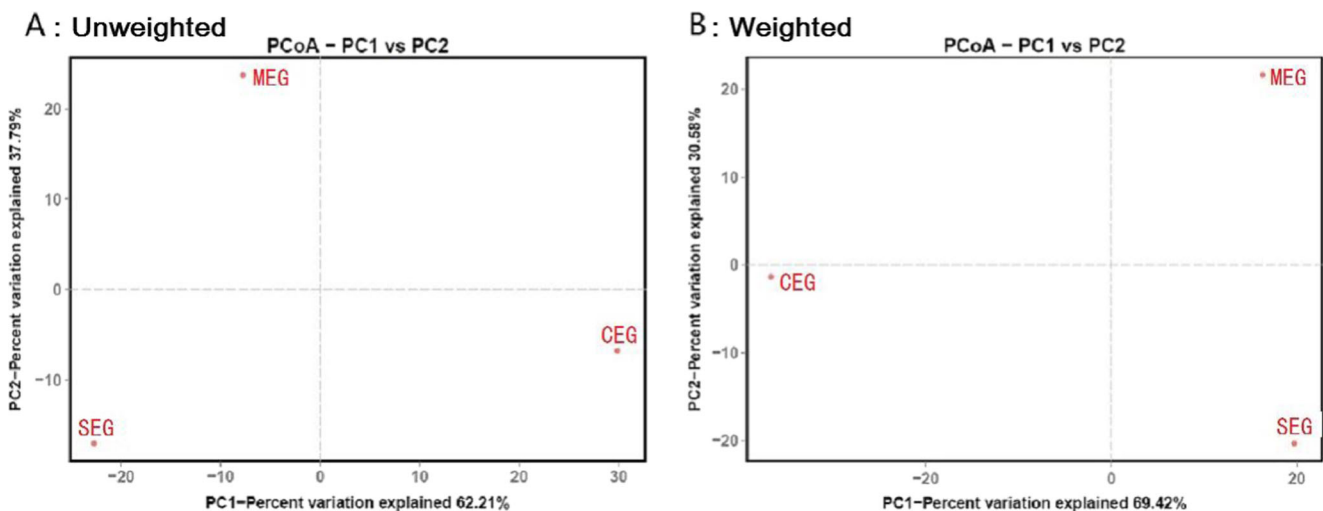 A : Unweighted
PCoA − PC1 vs PC2
PC2−Percent variation explained 37.79%
20
10
0
−10
MEG
CEG
SEG
−20
0
10
20
30
PC1−Percent variation explained 62.21%
B : Weighted
PCoA − PC1 vs PC2
PC2−Percent variation explained 30.58%
20
10
0
−10
−20
MEG
CEG
SEG
−20
0
20
PC1−Percent variation explained 69.42%